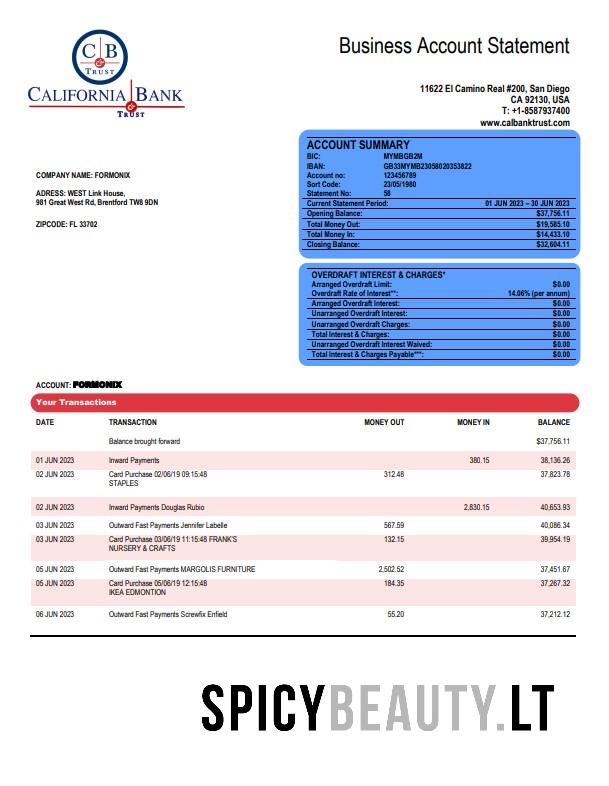 C B
& TRUST
CALIFORNIA BANK
& TRUST
Business Account Statement
11622 El Camino Real #200, San Diego
CA 92130, USA
T: +1-8587937400
www.calbanktrust.com
COMPANY NAME: FORMONIX
ADRESS: WEST Link House,
981 Great West Rd, Brentford TW8 9DN
ZIPCODE: FL 33702
ACCOUNT SUMMARY
BIC: MYMBGB2M
IBAN: GB33MYMB23058020353822
Account no: 123456789
Sort Code: 23/05/1980
Statement No: 58
Current Statement Period: 01 JUN 2023 – 30 JUN 2023
Opening Balance: $37,756.11
Total Money Out: $19,585.10
Total Money In: $14,433.10
Closing Balance: $32,604.11
OVERDRAFT INTEREST & CHARGES*
Arranged Overdraft Limit: $0.00
Overdraft Rate of Interest**: 14.06% (per annum)
Arranged Overdraft Interest: $0.00
Unarranged Overdraft Interest: $0.00
Unarranged Overdraft Charges: $0.00
Total Interest & Charges: $0.00
Unarranged Overdraft Interest Waived: $0.00
Total Interest & Charges Payable***: $0.00
ACCOUNT: FORMONIX
Your Transactions
DATE TRANSACTION MONEY OUT MONEY IN BALANCE
Balance brought forward $37,756.11
01 JUN 2023 Inward Payments 380.15 38,136.26
02 JUN 2023 Card Purchase 02/06/19 09:15:48 312.48 37,823.78
STAPLES
02 JUN 2023 Inward Payments Douglas Rubio 2,830.15 40,653.93
03 JUN 2023 Outward Fast Payments Jennifer Labelle 567.59 40,086.34
03 JUN 2023 Card Purchase 03/06/19 11:15:48 FRANK'S 132.15 39,954.19
NURSERY & CRAFTS
05 JUN 2023 Outward Fast Payments MARGOLIS FURNITURE 2,502.52 37,451.67
05 JUN 2023 Card Purchase 05/06/19 12:15:48 184.35 37,267.32
IKEA EDMONTION
06 JUN 2023 Outward Fast Payments Screwfix Enfield 55.20 37,212.12
SPICYBEAUTY.LT